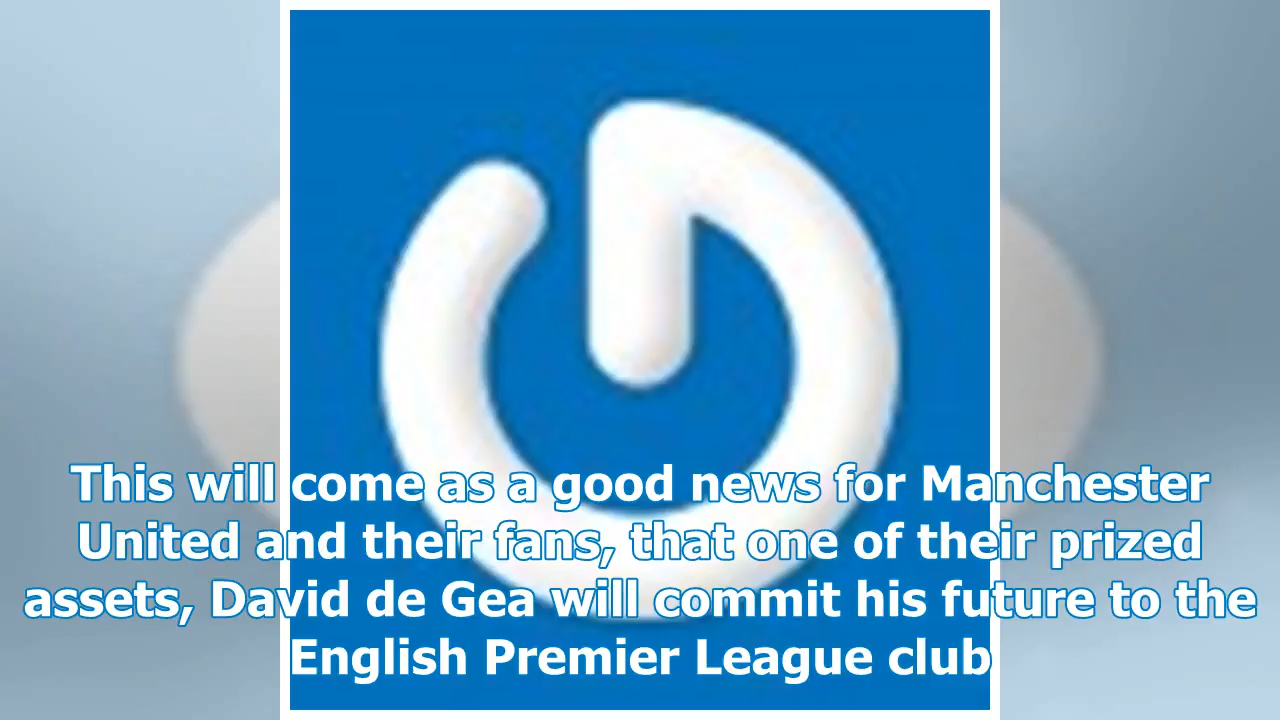 This will come as a good news for Manchester
United and their fans, that one of their prized
assets, David de Gea will commit his future to the
English Premier League club